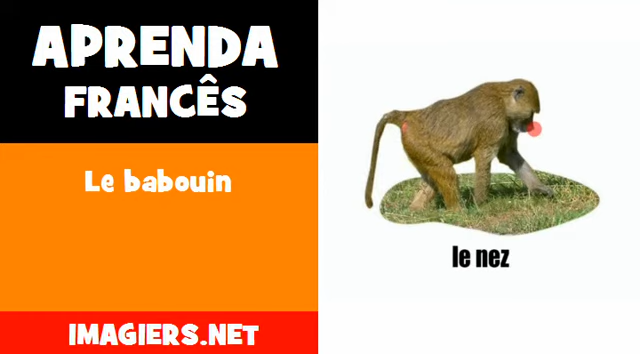 APRENDA
FRANCÊS
Le babouin
IMAGIERS.NET
le nez